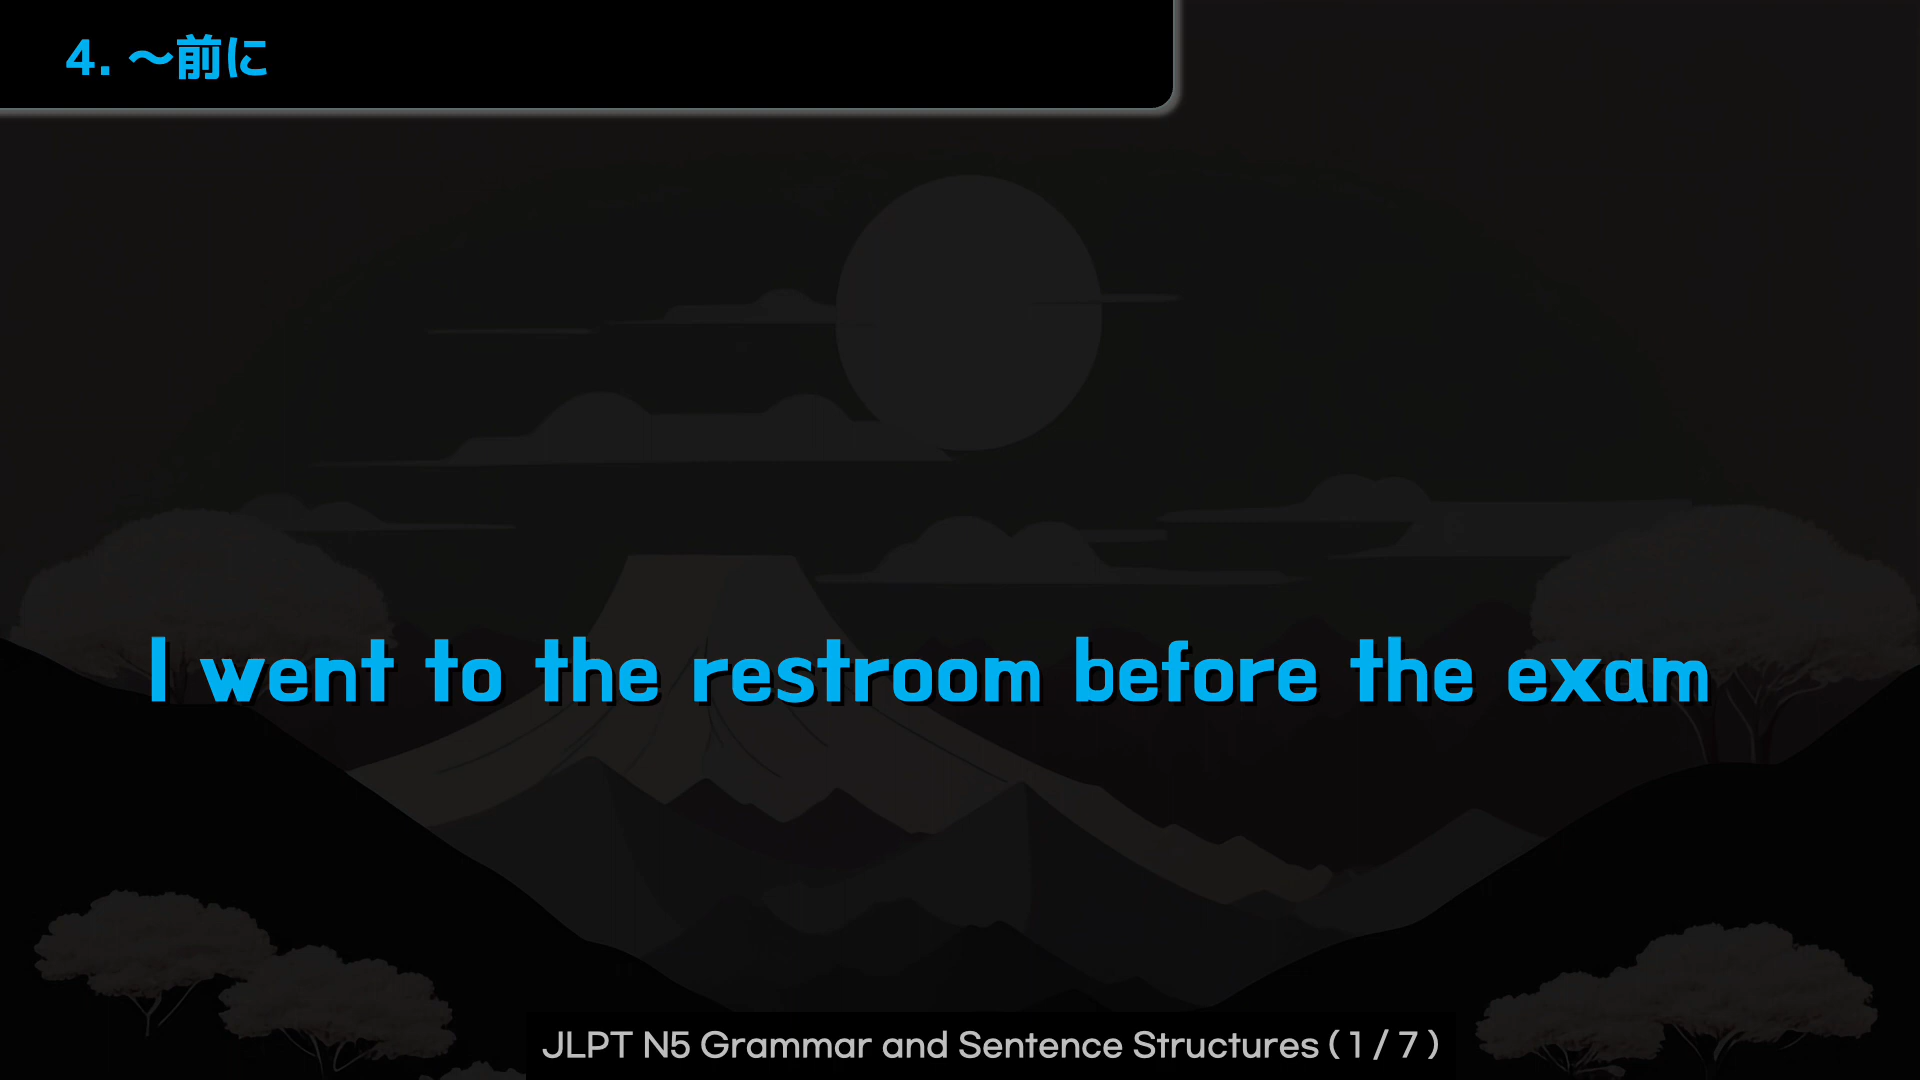 4. ～前に
I went to the restroom before the exam
JLPT N5 Grammar and Sentence Structures ( 1 / 7 )